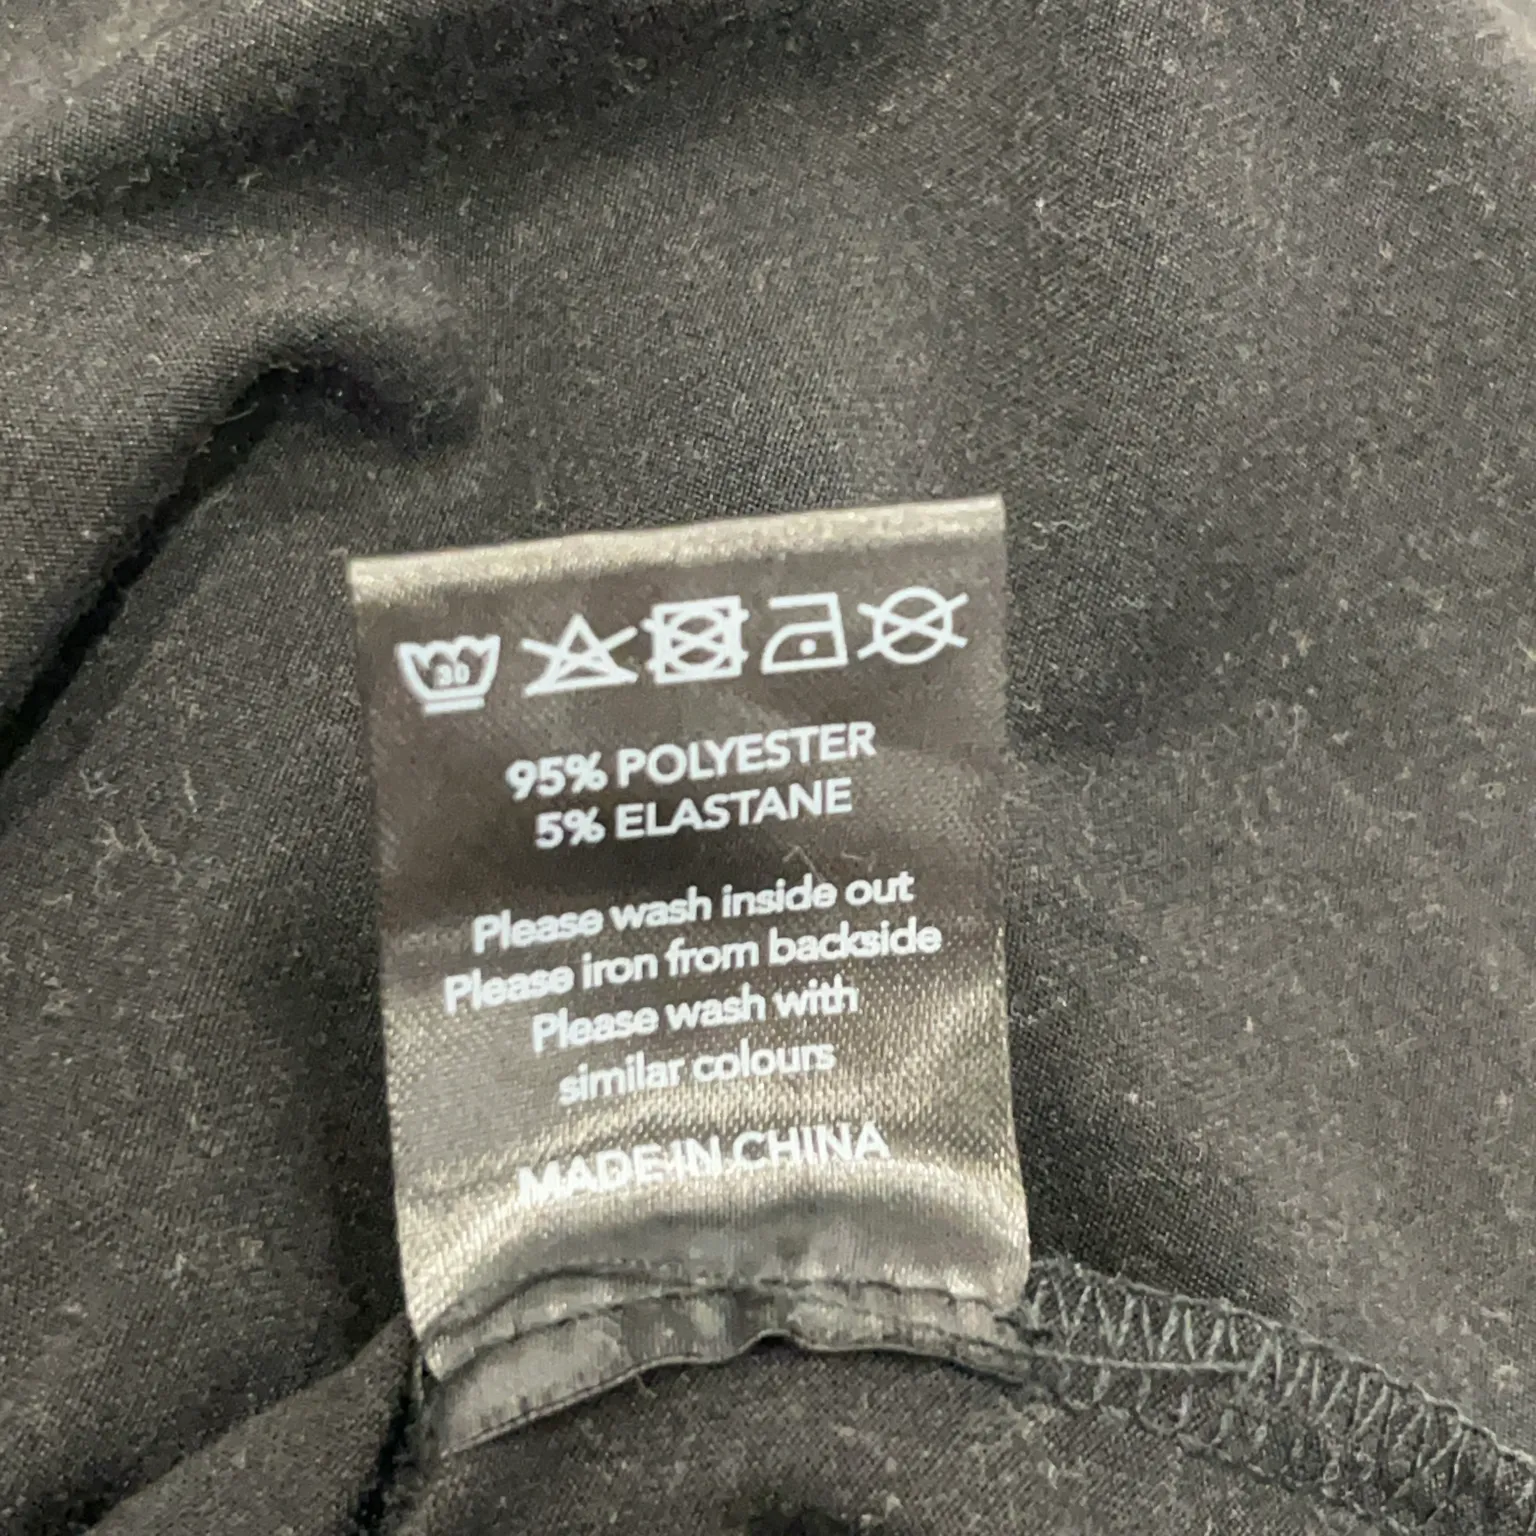 30
95% POLYESTER
5% ELASTANE
Please wash inside out
Please iron from backside
Please wash with
similar colours
MADE IN CHINA